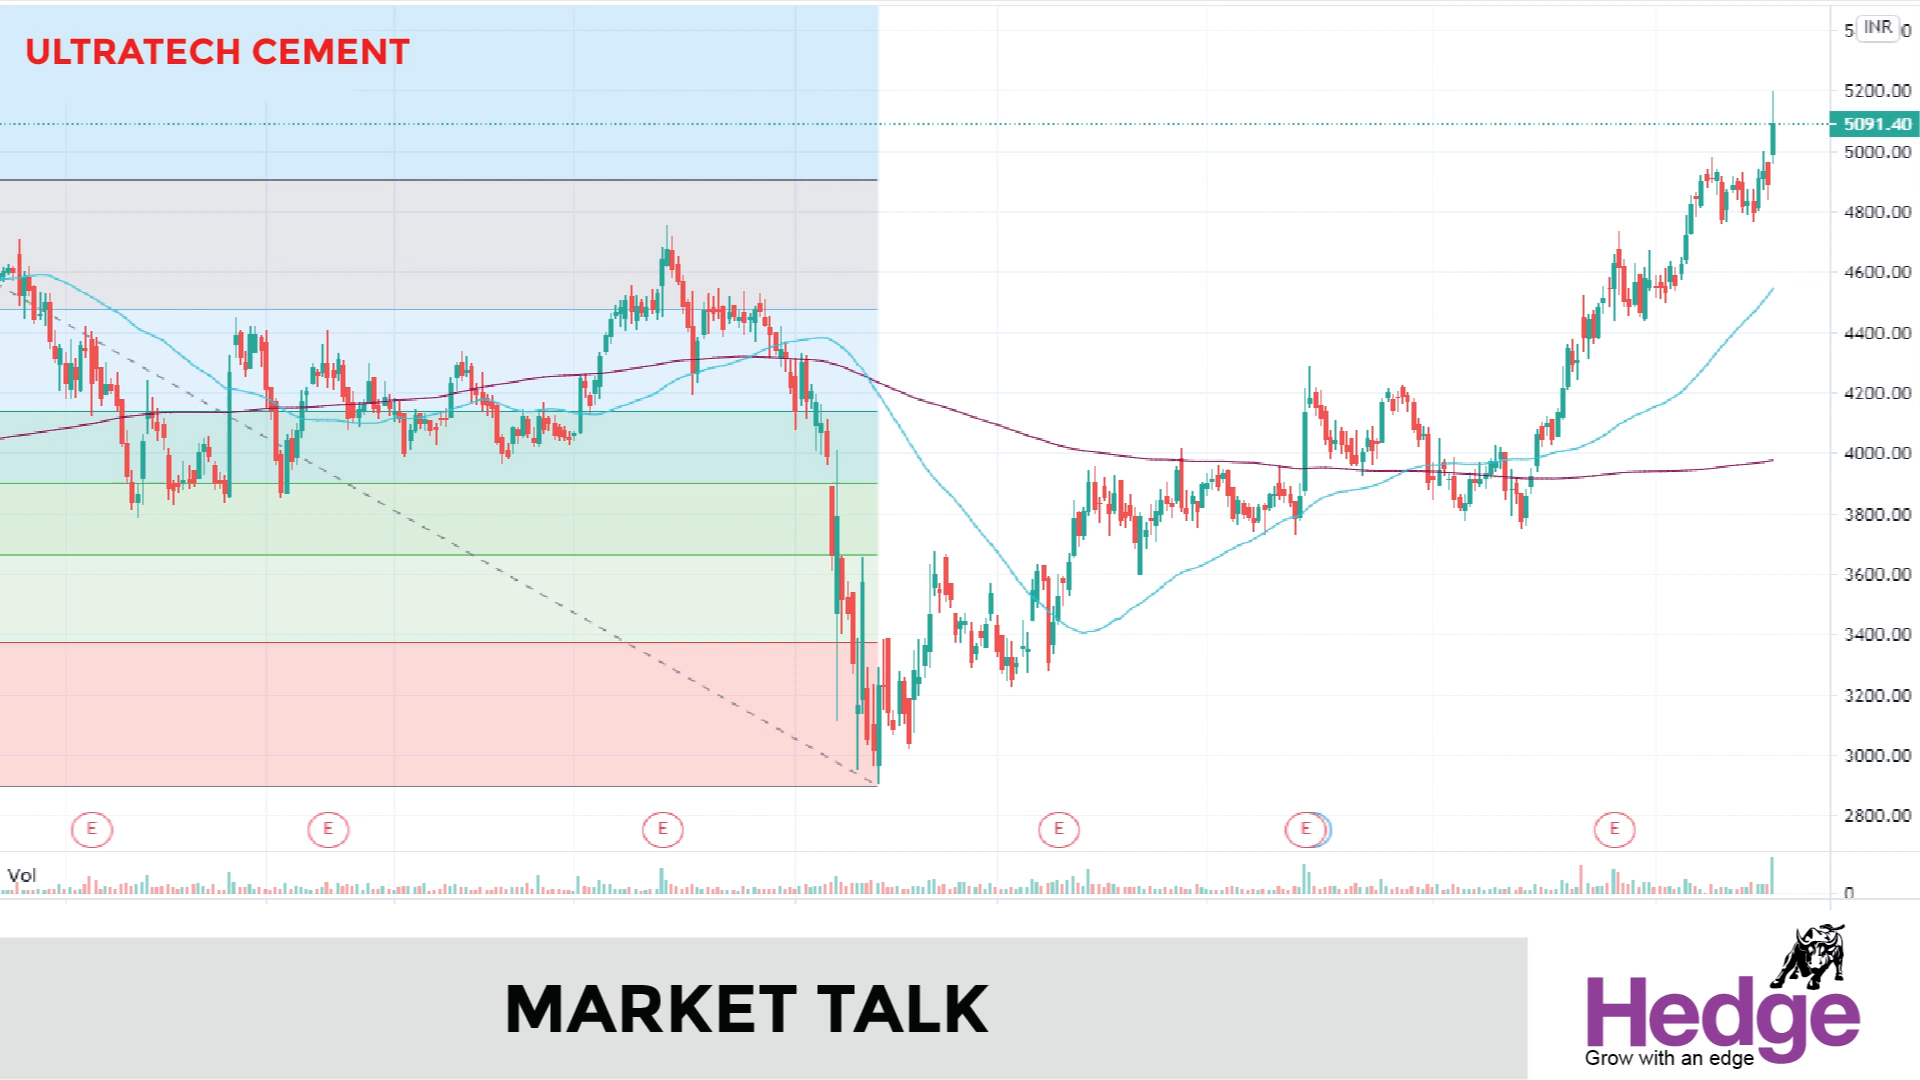 ULTRATECH CEMENT
INR
5200.00
5091.40
5000.00
4800.00
4600.00
4400.00
4200.00
4000.00
3800.00
3600.00
3400.00
3200.00
3000.00
2800.00
E E E E E E
Vol
0
MARKET TALK
Hedge
Grow with an edge